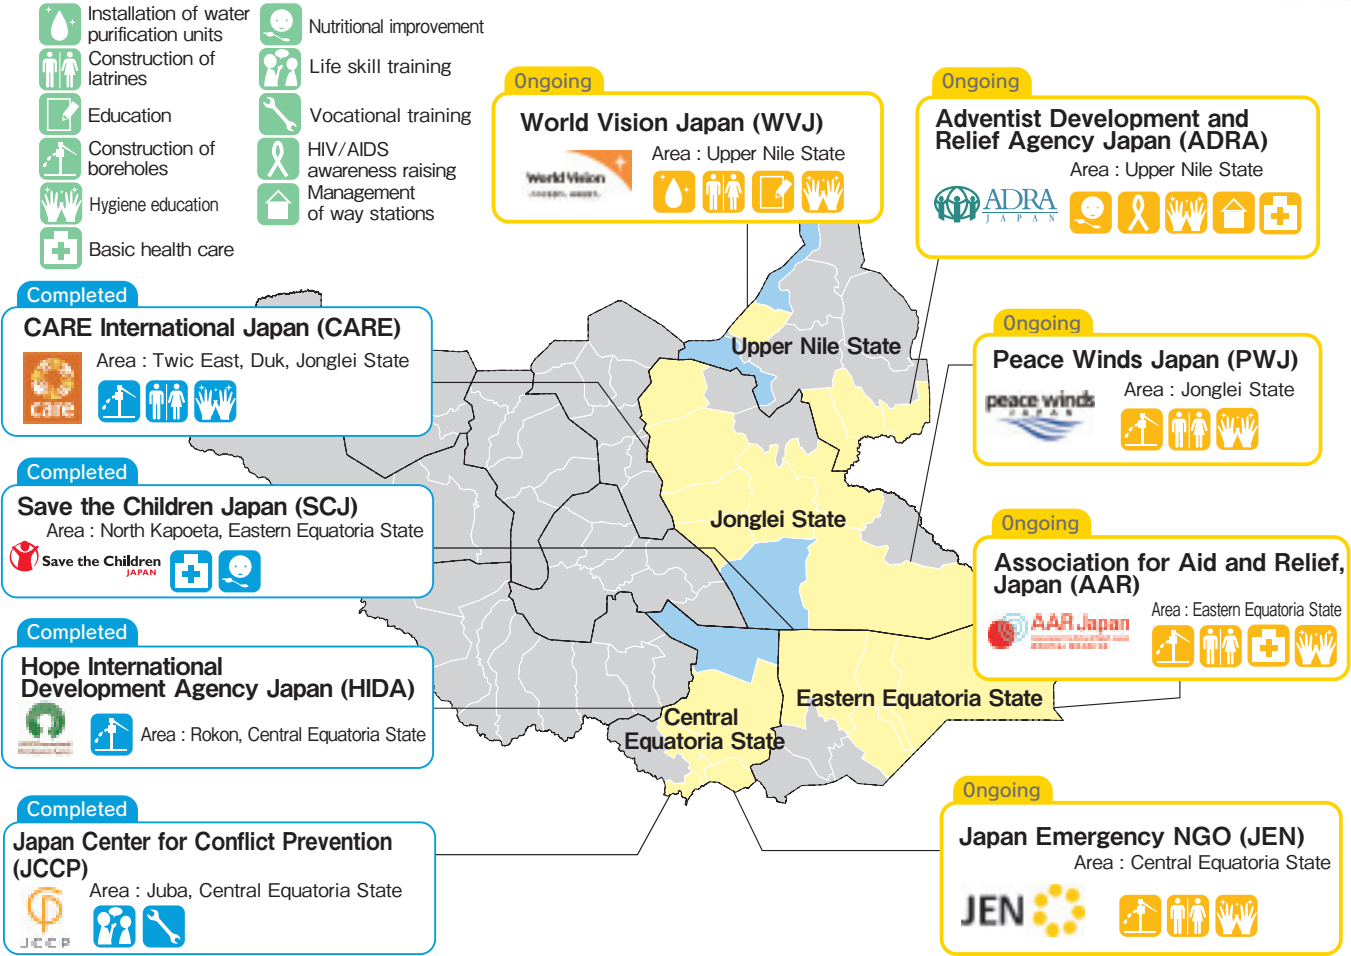 Installation of water
purification units
Construction of
latrines
Education
Construction of
boreholes
Hygiene education
Basic health care
Nutritional improvement
Life skill training
Vocational training
HIV/AIDS
awareness raising
Management
of way stations
Ongoing
World Vision Japan (WVJ)
Area : Upper Nile State
World Vision
Ongoing
Adventist Development and
Relief Agency Japan (ADRA)
Area : Upper Nile State
ADRA
JAPAN
Completed
CARE International Japan (CARE)
Area : Twic East, Duk, Jonglei State
care
Ongoing
Peace Winds Japan (PWJ)
Area : Jonglei State
peace winds
JAPAN
Completed
Save the Children Japan (SCJ)
Area : North Kapoeta, Eastern Equatoria State
Save the Children
JAPAN
Ongoing
Association for Aid and Relief,
Japan (AAR)
Area : Eastern Equatoria State
AAR Japan
Completed
Hope International
Development Agency Japan (HIDA)
Area : Rokon, Central Equatoria State
Completed
Japan Center for Conflict Prevention
(JCCP)
Area : Juba, Central Equatoria State
JCCP
Ongoing
Japan Emergency NGO (JEN)
Area : Central Equatoria State
JEN
Upper Nile State
Jonglei State
Eastern Equatoria State
Central
Equatoria State